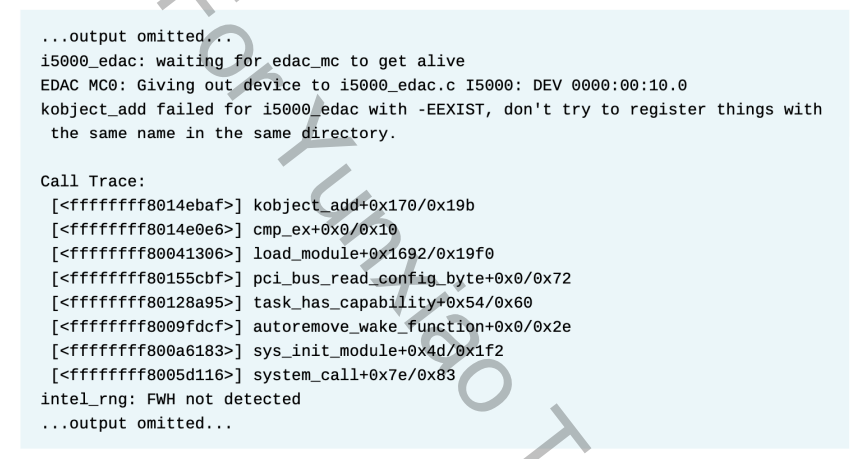 ...output omitted...
i5000_edac: waiting for edac_mc to get alive
EDAC MC0: Giving out device to i5000_edac.c I5000: DEV 0000:00:10.0
kobject_add failed for i5000_edac with -EEXIST, don't try to register things with
the same name in the same directory.
Call Trace:
[<ffffffff8014ebaf>] kobject_add+0x170/0x19b
[<ffffffff8014e0e6>] cmp_ex+0x0/0x10
[<ffffffff80041306>] load_module+0x1692/0x19f0
[<ffffffff80155cbf>] pci_bus_read_config_byte+0x0/0x72
[<ffffffff80128a95>] task_has_capability+0x54/0x60
[<ffffffff8009fdcf>] autoremove_wake_function+0x0/0x2e
[<ffffffff800a6183>] sys_init_module+0x4d/0x1f2
[<ffffffff8005d116>] system_call+0x7e/0x83
intel_rng: FWH not detected
...output omitted...
For Yunxiao T